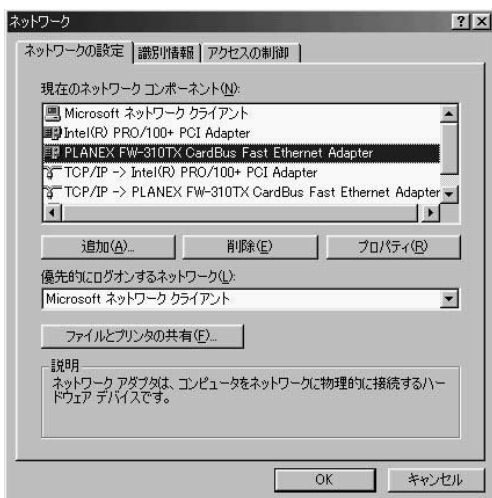 ネットワーク
ネットワークの設定 識別情報 アクセスの制御
現在のネットワーク コンポーネント(N):
Microsoft ネットワーク クライアント
Intel(R) PRO/100+ PCI Adapter
PLANEX FW-310TX CardBus Fast Ethernet Adapter
TCP/IP -> Intel(R) PRO/100+ PCI Adapter
TCP/IP -> PLANEX FW-310TX CardBus Fast Ethernet Adapter
追加(A)... 削除(E) プロパティ(R)
優先的にログオンするネットワーク(L):
Microsoft ネットワーク クライアント
ファイルとプリンタの共有(F)...
説明
ネットワーク アダプタは、コンピュータをネットワークに物理的に接続するハー
ドウェア デバイスです。
OK キャンセル